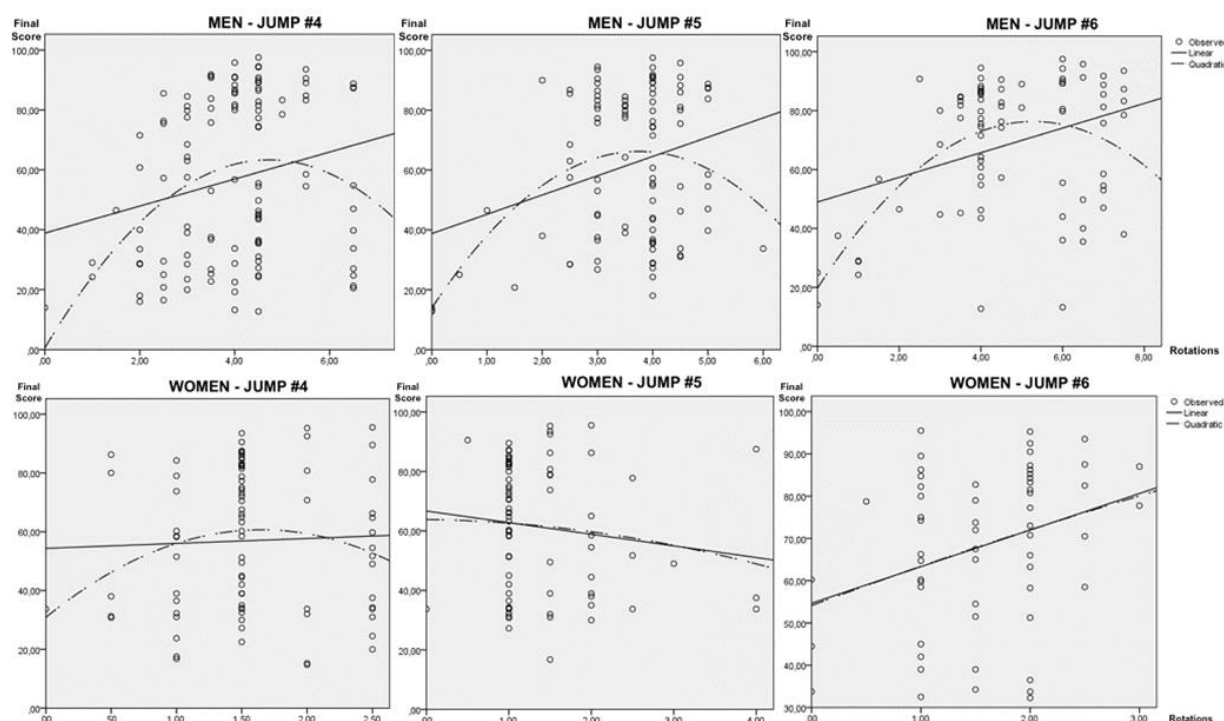 MEN - JUMP #4
Final
Score
100,00
80,00
60,00
40,00
20,00
,00
,00
2,00
4,00
6,00
MEN - JUMP #5
100,00
80,00
60,00
40,00
20,00
,00
,00
1,00
2,00
3,00
4,00
5,00
6,00
MEN - JUMP #6
Final
Score
100,00
80,00
60,00
40,00
20,00
,00
,00
2,00
4,00
6,00
8,00
Rotations
Observed
Linear
Quadratic
WOMEN - JUMP #4
Final
Score
100,00
80,00
60,00
40,00
20,00
,00
,00
,50
1,00
1,50
2,00
2,50
WOMEN - JUMP #5
Final
Score
100,00
80,00
60,00
40,00
20,00
,00
,00
1,00
2,00
3,00
4,00
WOMEN - JUMP #6
Final
Score
100,00
90,00
80,00
70,00
60,00
50,00
40,00
30,00
,00
1,00
2,00
3,00
Rotations
Observed
Linear
Quadratic